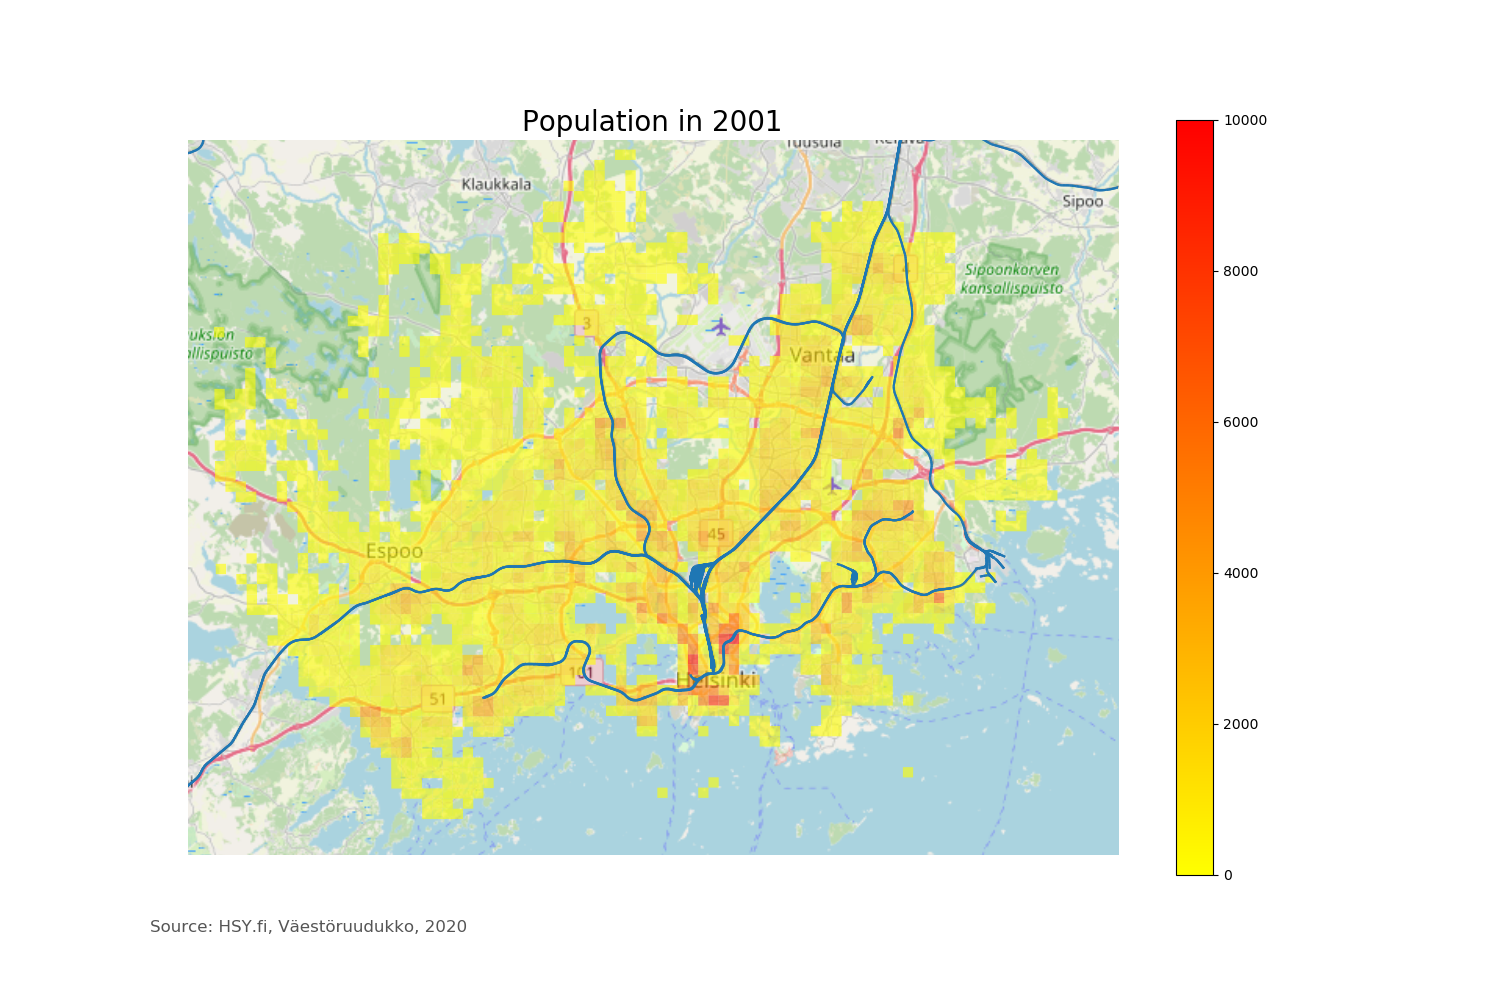 Population in 2001
Tuusula
Kerava
Klaukkala
Sipoo
Sipoonkorven
kansallispuisto
4
3
uksion
allispuisto
Vantaa
45
Espoo
101
Helsinki
51
10000
8000
6000
4000
2000
0
Source: HSY.fi, Väestöruudukko, 2020